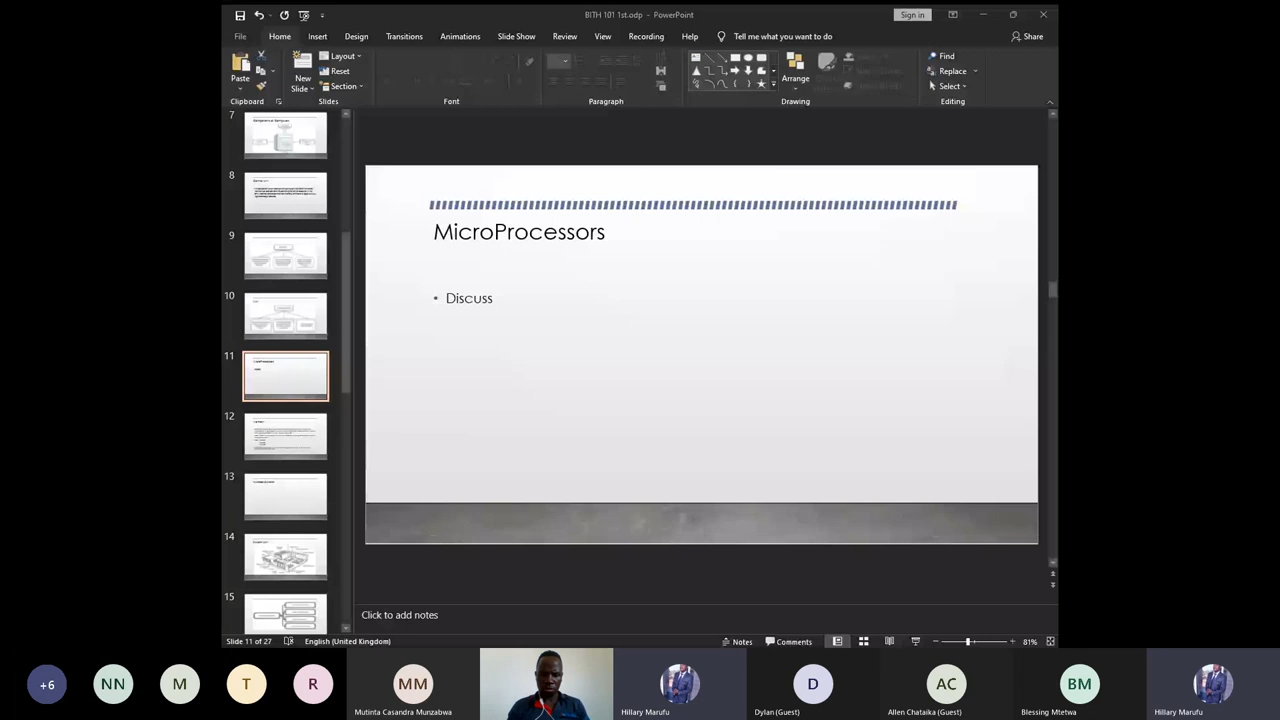 BITH 101 1st.odp - PowerPoint
Sign in
File Home Insert Design Transitions Animations Slide Show Review View Recording Help Tell me what you want to do Share
Paste
New Slide
Layout
Reset
Section
Arrange
Find
Replace
Select
Clipboard Slides Font Paragraph Drawing Editing
7
8
9
10
11
12
13
14
15
MicroProcessors
• Discuss
Click to add notes
Slide 11 of 27 English (United Kingdom) Notes Comments 81%
+6 NN M T R MM D AC BM
Mutinta Casandra Munzabwa Hillary Marufu Dylan (Guest) Allen Chataika (Guest) Blessing Mtetwa Hillary Marufu